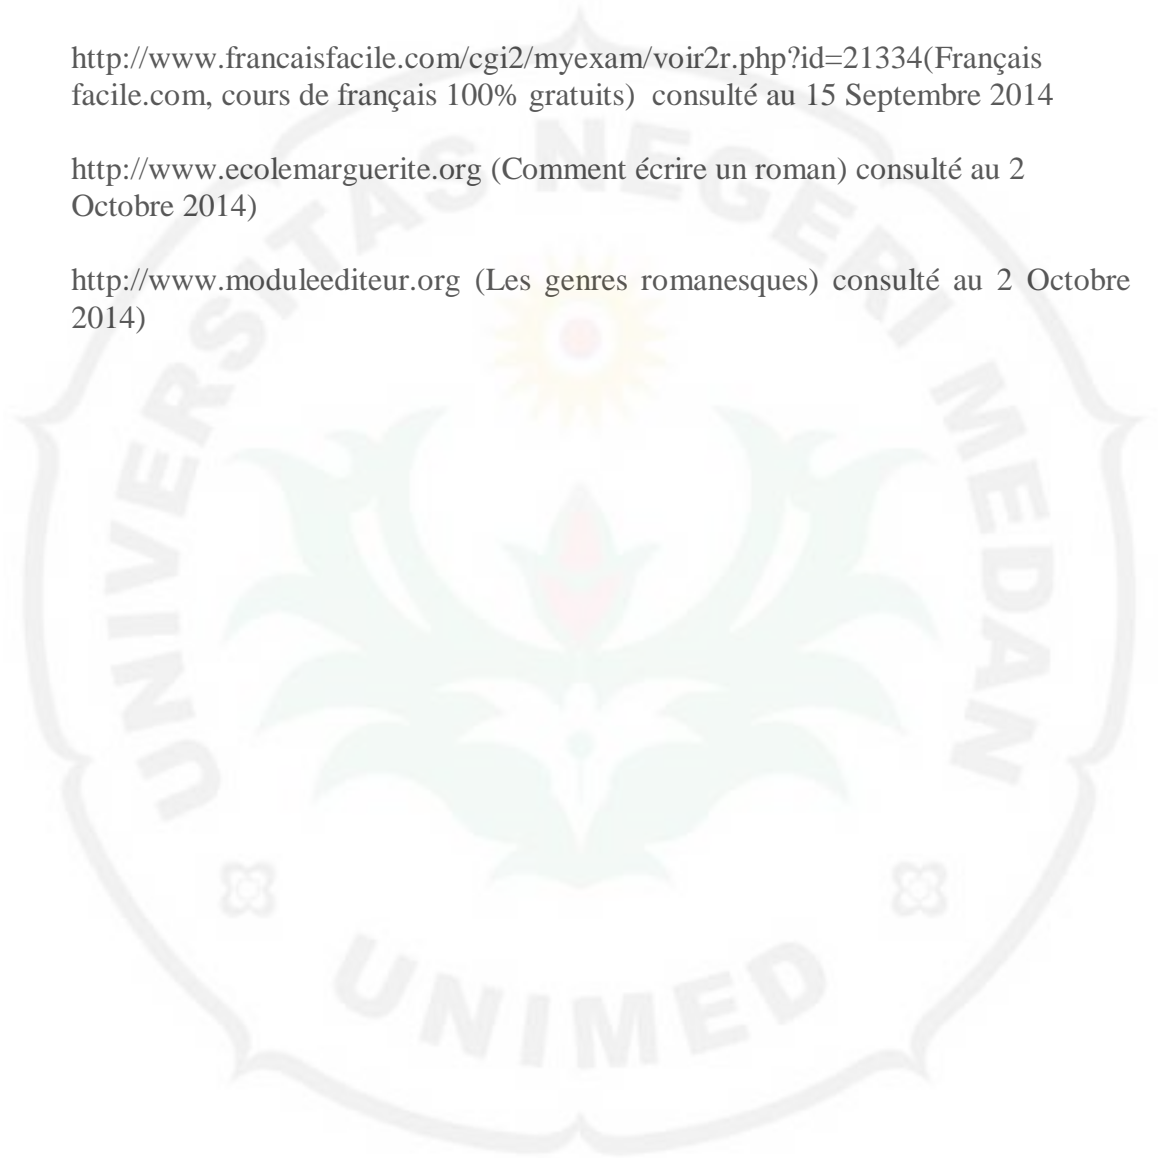 http://www.francaisfacile.com/cgi2/myexam/voir2r.php?id=21334(Français
facile.com, cours de français 100% gratuits)  consulté au 15 Septembre 2014
http://www.ecolemarguerite.org (Comment écrire un roman) consulté au 2
Octobre 2014)
http://www.moduleediteur.org (Les genres romanesques) consulté au 2 Octobre
2014)
UNIVERSITAS NEGERI MEDAN
UNIMED